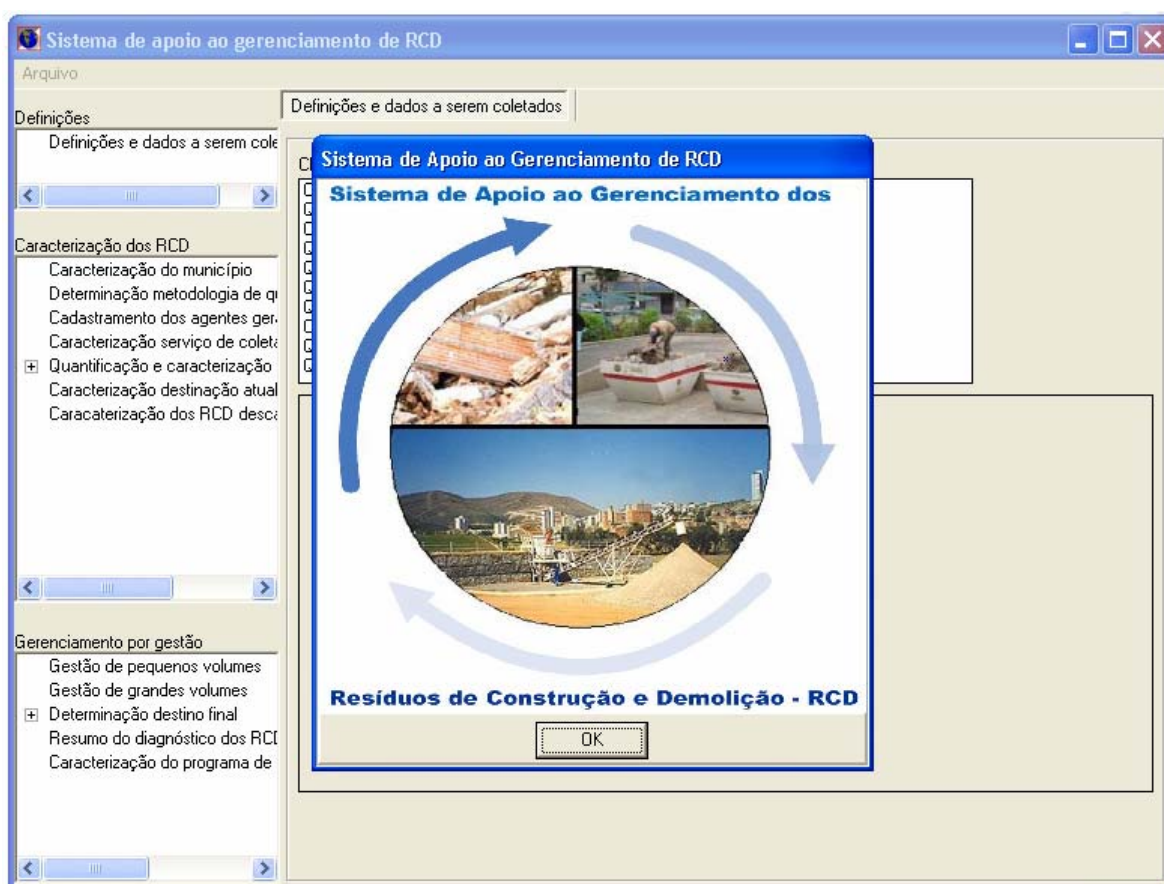 Sistema de apoio ao gerenciamento de RCD
Arquivo
Definições
Definições e dados a serem cole
Caracterização dos RCD
Caracterização do município
Determinação metodologia de q
Cadastramento dos agentes ger
Caracterização serviço de coleta
Quantificação e caracterização
Caracterização destinação atual
Caracaterização dos RCD desca
Gerenciamento por gestão
Gestão de pequenos volumes
Gestão de grandes volumes
Determinação destino final
Resumo do diagnóstico dos RCD
Caracterização do programa de
Definições e dados a serem coletados
Sistema de Apoio ao Gerenciamento de RCD
Sistema de Apoio ao Gerenciamento dos
Resíduos de Construção e Demolição - RCD
OK